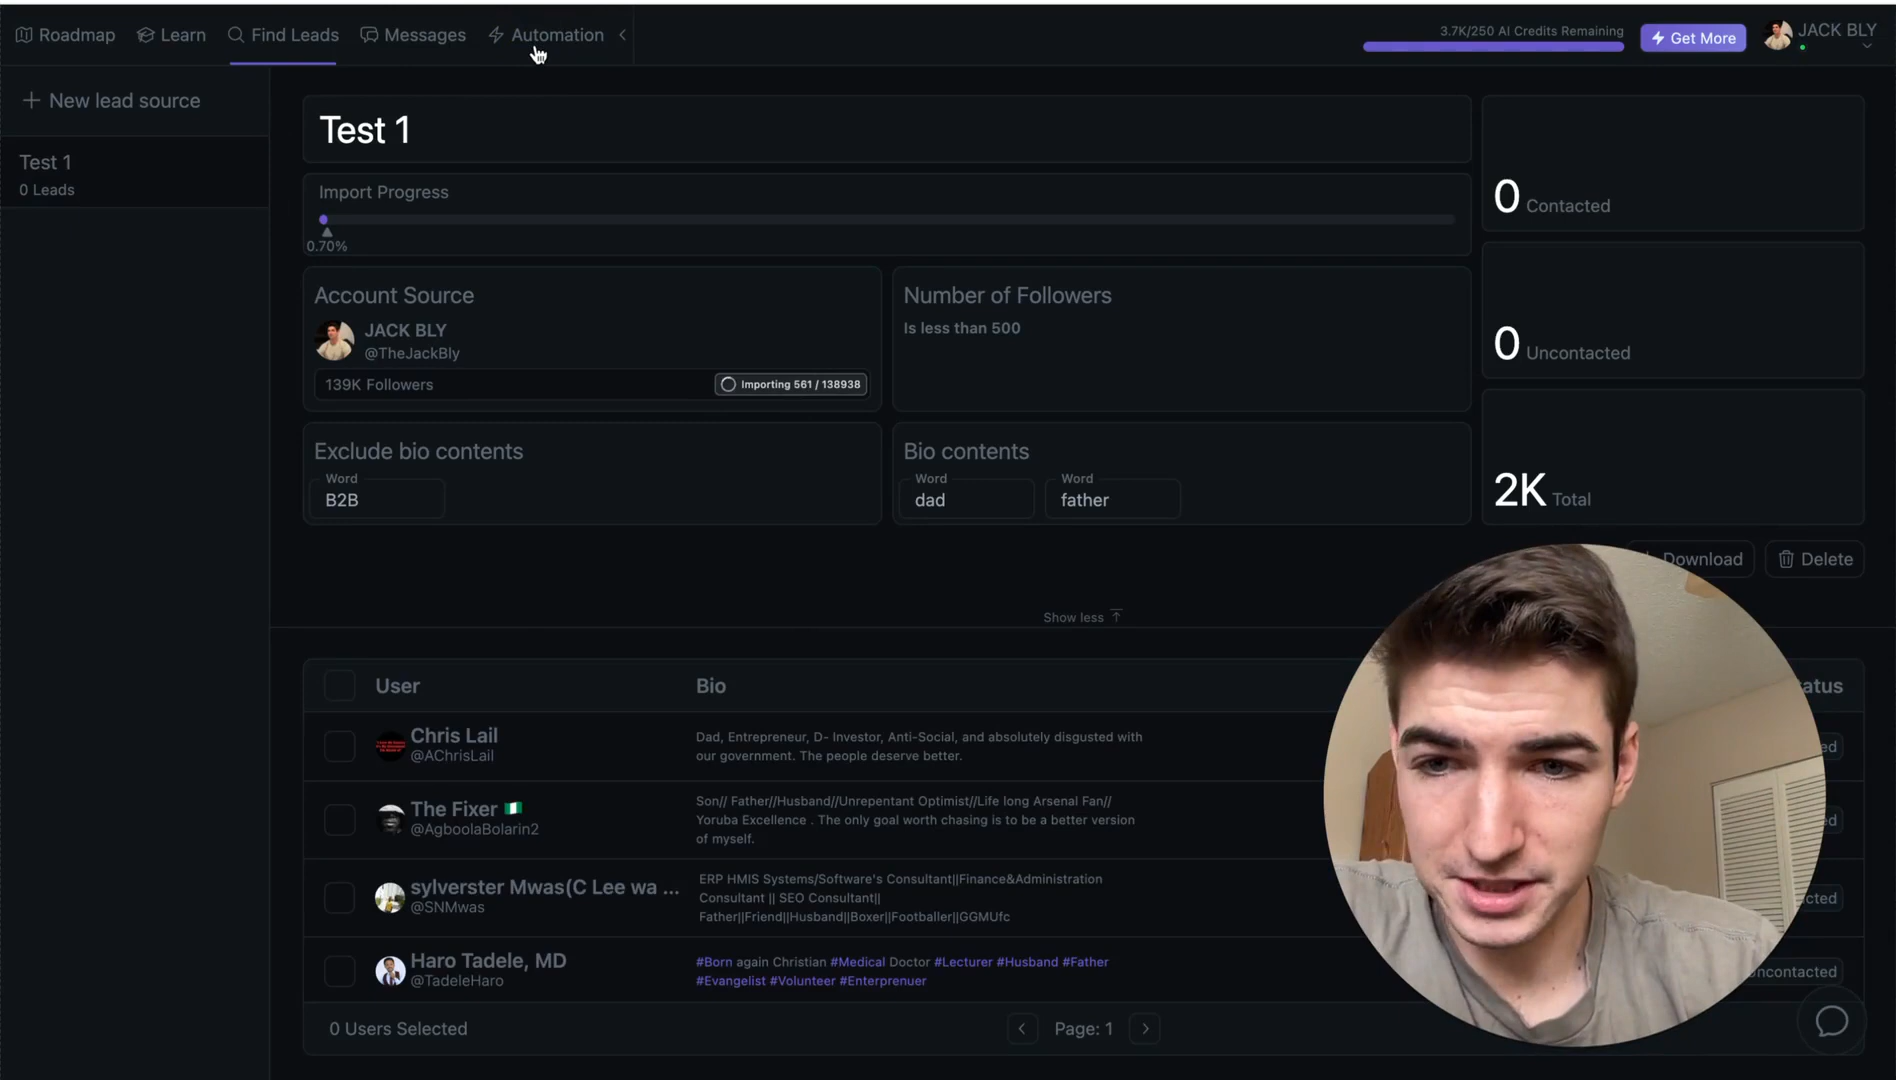 Roadmap
Learn
Find Leads
Messages
Automation
3.7K/250 AI Credits Remaining
Get More
JACK BLY
New lead source
Test 1
0 Leads
Test 1
Import Progress
0.70%
0 Contacted
0 Uncontacted
2K Total
Account Source
JACK BLY
@TheJackBly
139K Followers
Importing 561 / 138938
Number of Followers
Is less than 500
Exclude bio contents
Word
B2B
Bio contents
Word
dad
Word
father
Download
Delete
Show less
User
Bio
Chris Lail
@AChrisLail
Dad, Entrepreneur, D- Investor, Anti-Social, and absolutely disgusted with
our government. The people deserve better.
The Fixer
@AgboolaBolarin2
Son// Father//Husband//Unrepentant Optimist//Life long Arsenal Fan//
Yoruba Excellence . The only goal worth chasing is to be a better version
of myself.
sylverster Mwas(C Lee wa ...
@SNMwas
ERP HMIS Systems/Software's Consultant||Finance&Administration
Consultant || SEO Consultant||
Father||Friend||Husband||Boxer||Footballer||GGMUfc
Haro Tadele, MD
@TadeleHaro
#Born again Christian #Medical Doctor #Lecturer #Husband #Father
#Evangelist #Volunteer #Enterprenuer
0 Users Selected
Page: 1